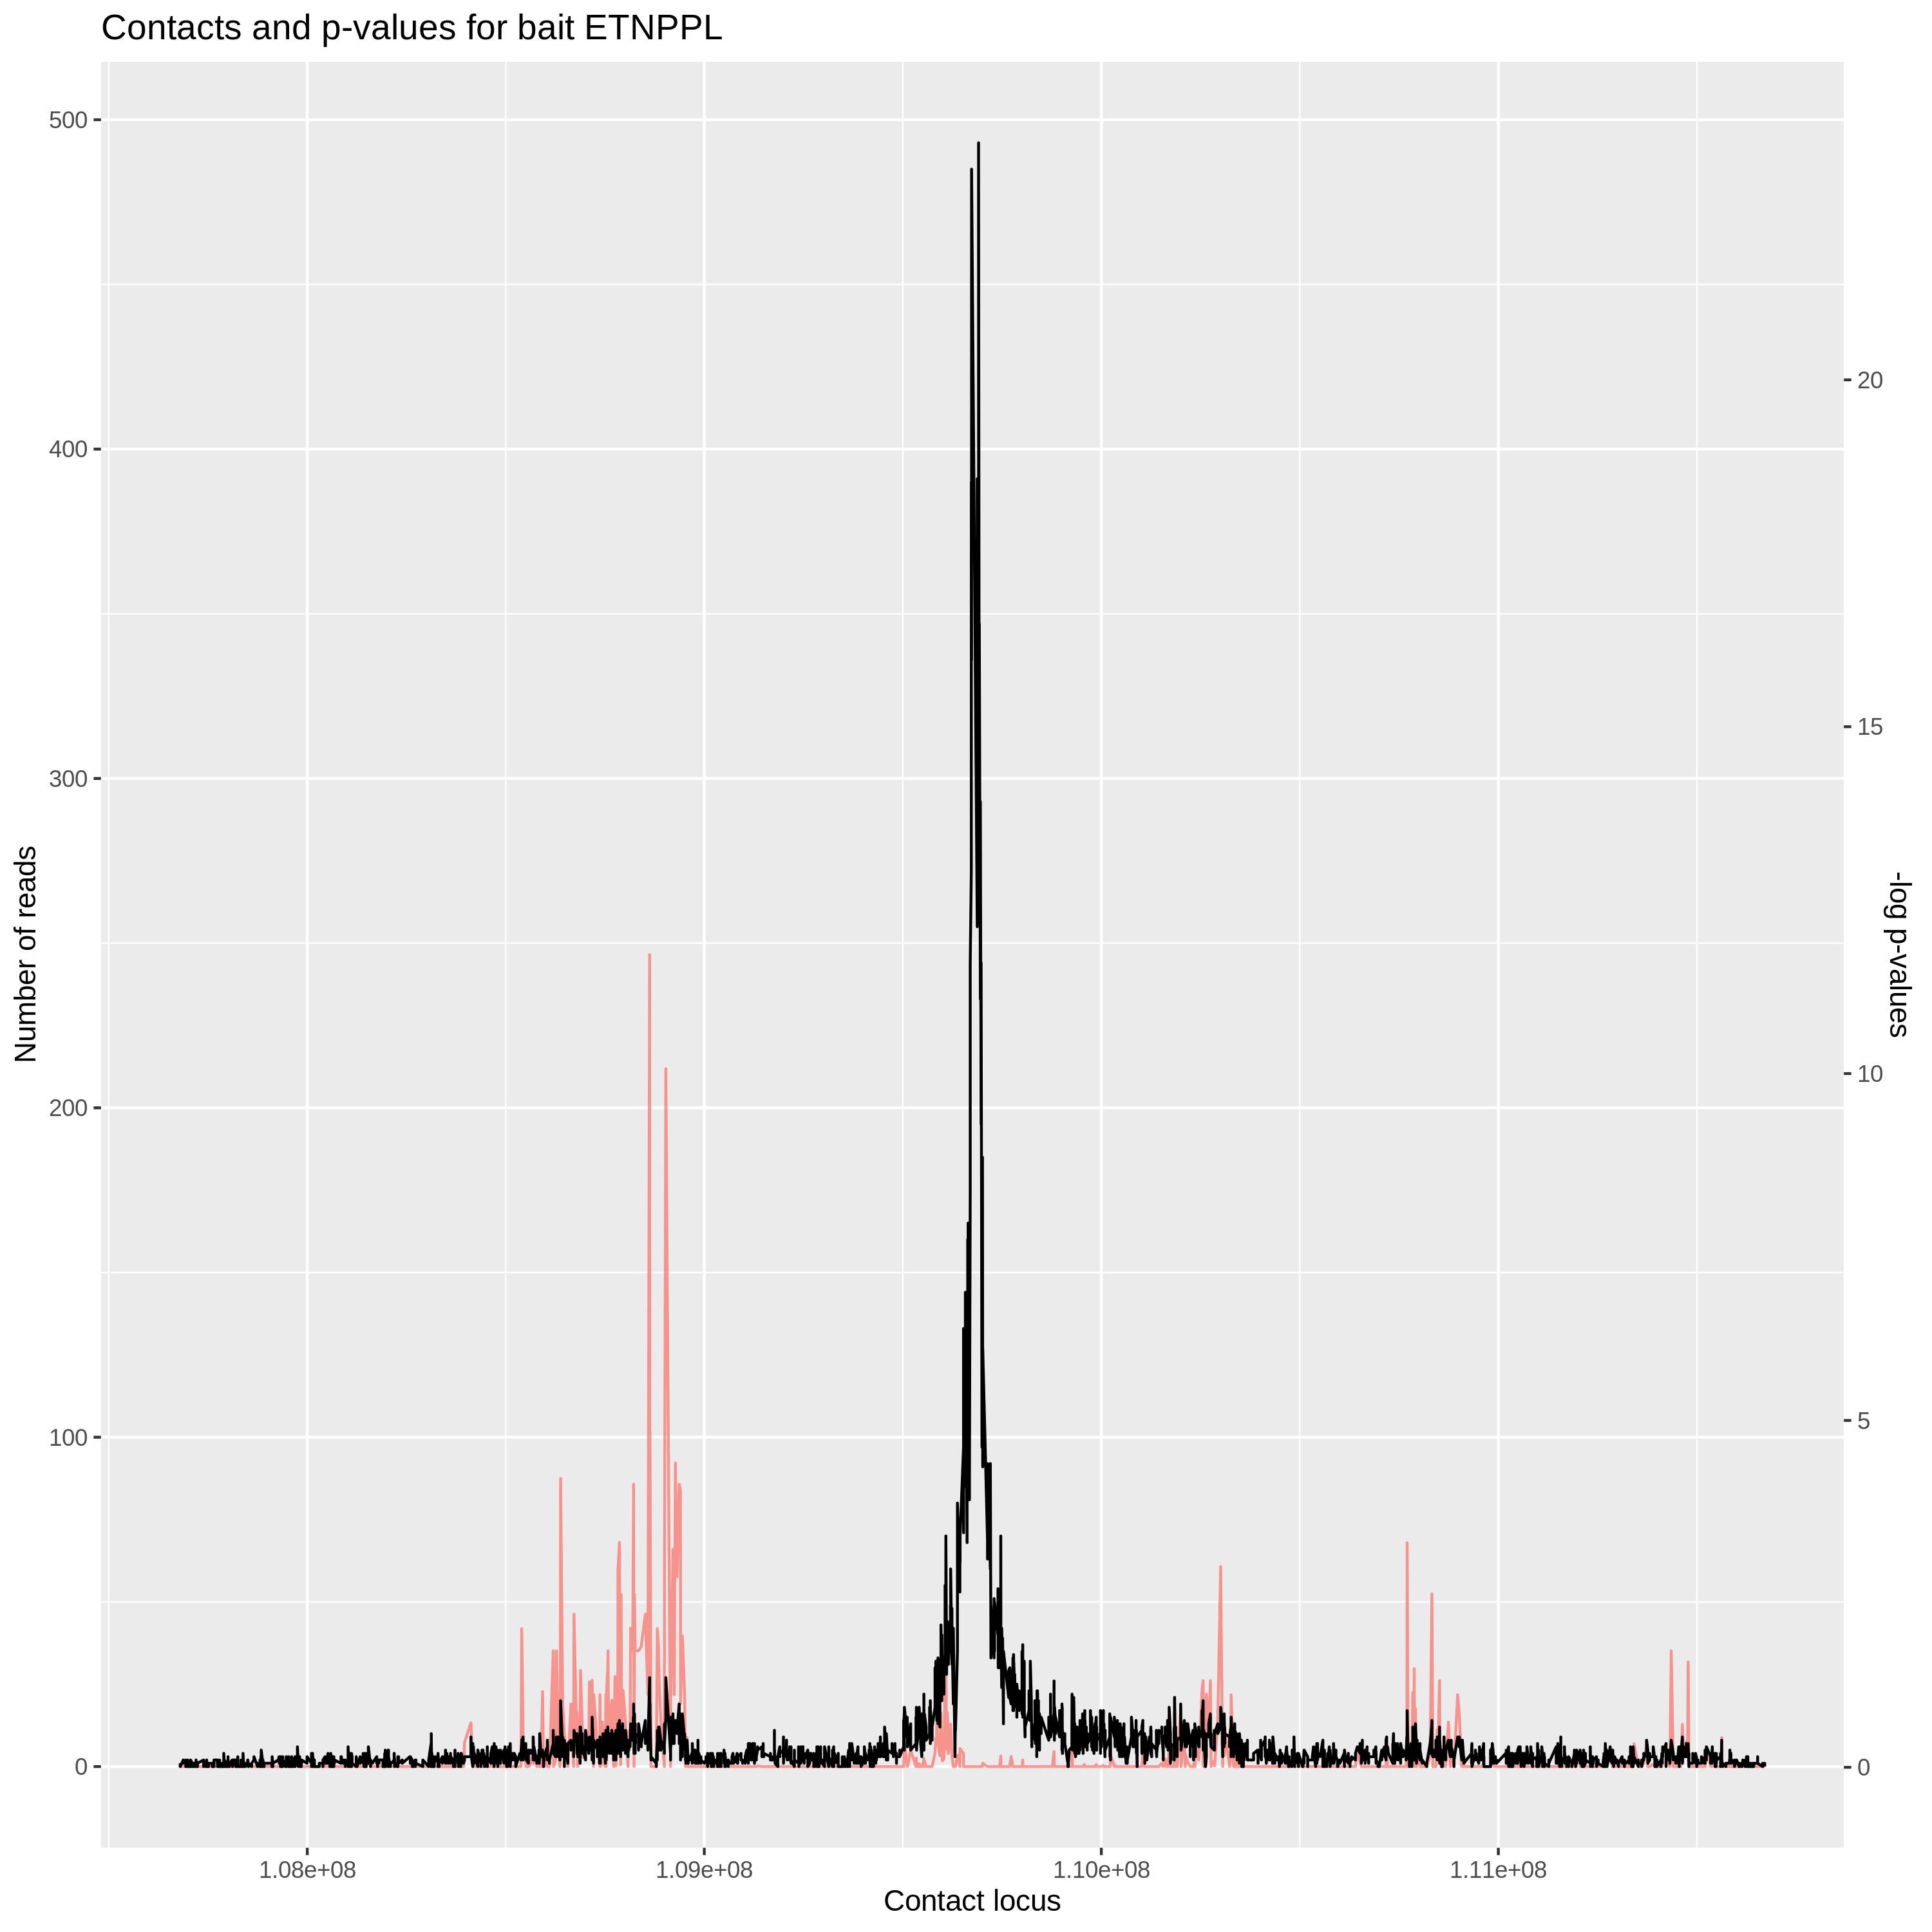 Contacts and p-values for bait ETNPPL
500
400
300
200
100
0
Number of reads
20
15
10
5
0
-log p-values
1.08e+08
1.09e+08
1.10e+08
1.11e+08
Contact locus